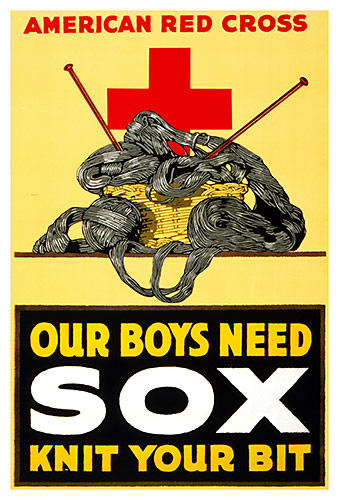 AMERICAN RED CROSS
OUR BOYS NEED
SOX
KNIT YOUR BIT